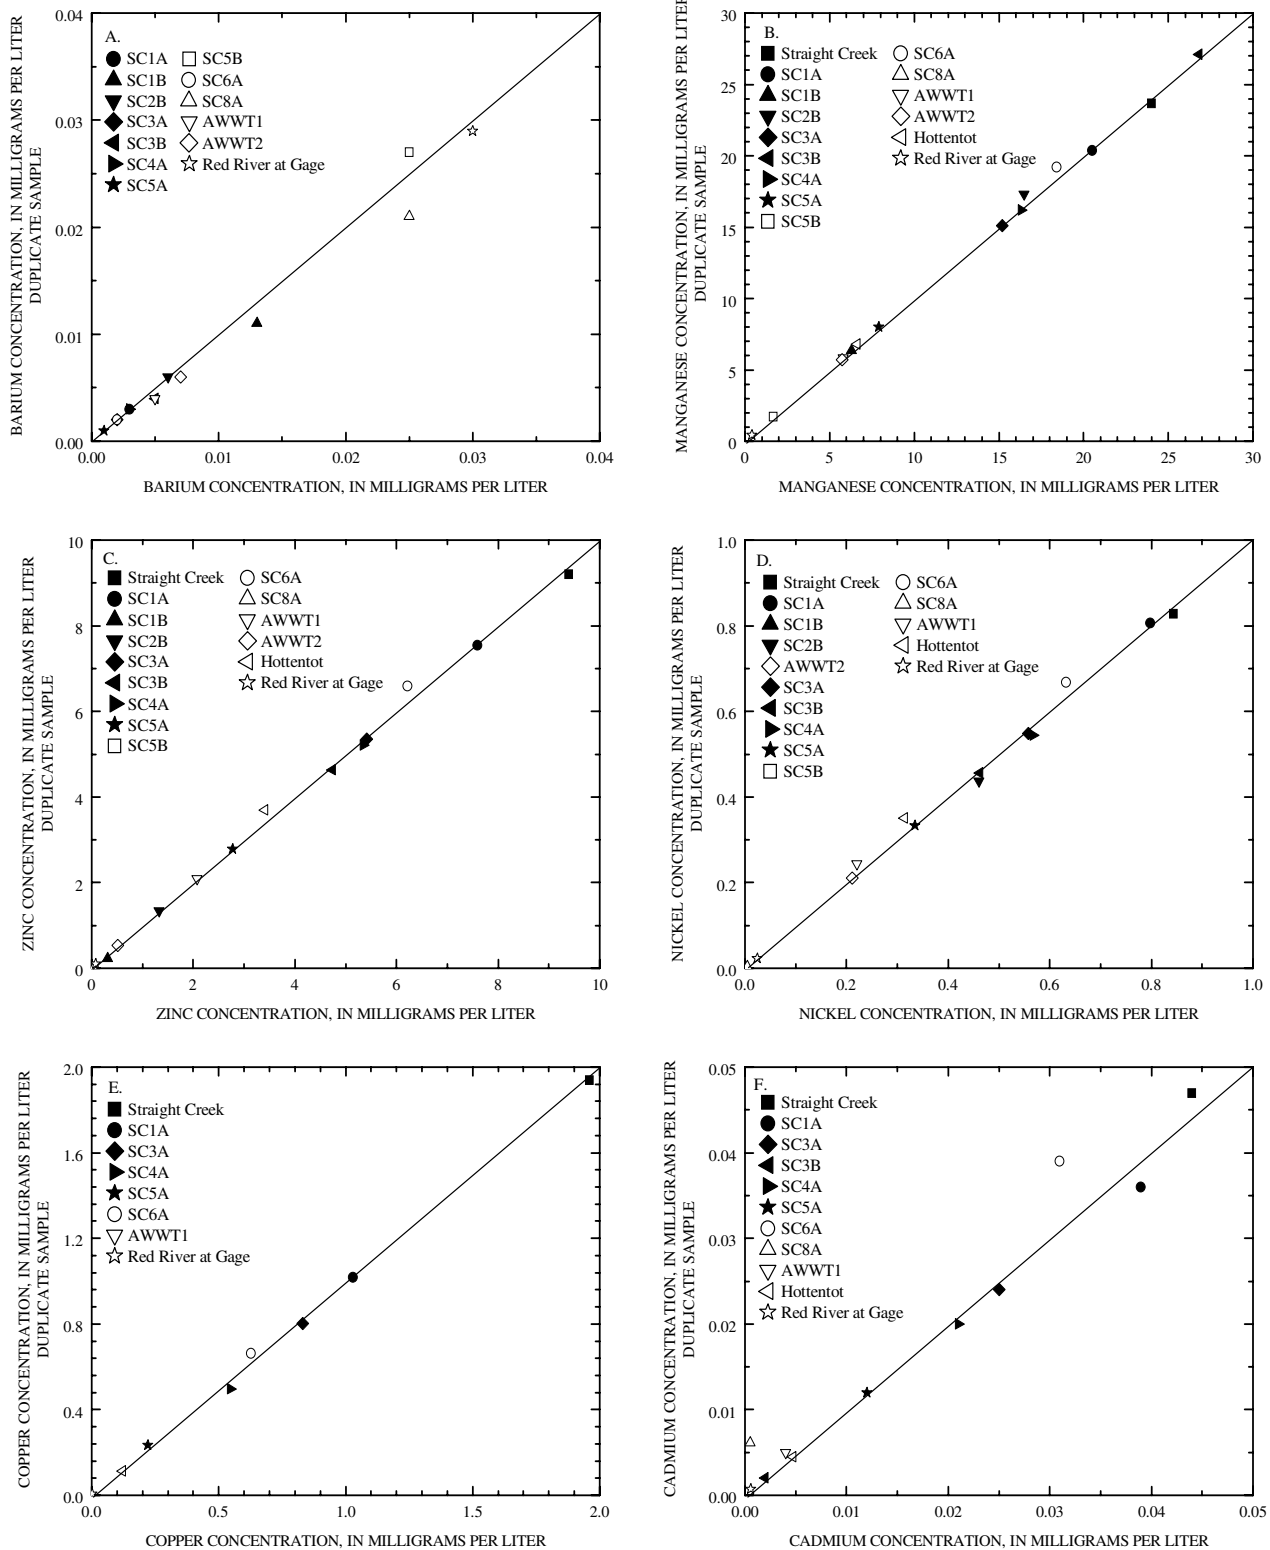 A.
SC1A
SC1B
SC2B
SC3A
SC3B
SC4A
SC5A
SC5B
SC6A
SC8A
AWWT1
AWWT2
Red River at Gage
0.04
0.03
0.02
0.01
0.00
0.00 0.01 0.02 0.03 0.04
BARIUM CONCENTRATION, IN MILLIGRAMS PER LITER
DUPLICATE SAMPLE
BARIUM CONCENTRATION, IN MILLIGRAMS PER LITER
B.
Straight Creek
SC1A
SC1B
SC2B
SC3A
SC3B
SC4A
SC5A
SC5B
SC6A
SC8A
AWWT1
AWWT2
Hottentot
Red River at Gage
30
25
20
15
10
5
0
0 5 10 15 20 25 30
MANGANESE CONCENTRATION, IN MILLIGRAMS PER LITER
DUPLICATE SAMPLE
MANGANESE CONCENTRATION, IN MILLIGRAMS PER LITER
C.
Straight Creek
SC1A
SC1B
SC2B
SC3A
SC3B
SC4A
SC5A
SC5B
SC6A
SC8A
AWWT1
AWWT2
Hottentot
Red River at Gage
10
8
6
4
2
0
0 2 4 6 8 10
ZINC CONCENTRATION, IN MILLIGRAMS PER LITER
DUPLICATE SAMPLE
ZINC CONCENTRATION, IN MILLIGRAMS PER LITER
D.
Straight Creek
SC1A
SC1B
SC2B
AWWT2
SC3A
SC3B
SC4A
SC5A
SC5B
SC6A
SC8A
AWWT1
Hottentot
Red River at Gage
1.0
0.8
0.6
0.4
0.2
0.0
0.0 0.2 0.4 0.6 0.8 1.0
NICKEL CONCENTRATION, IN MILLIGRAMS PER LITER
DUPLICATE SAMPLE
NICKEL CONCENTRATION, IN MILLIGRAMS PER LITER
E.
Straight Creek
SC1A
SC3A
SC4A
SC5A
SC6A
AWWT1
Red River at Gage
2.0
1.6
1.2
0.8
0.4
0.0
0.0 0.5 1.0 1.5 2.0
COPPER CONCENTRATION, IN MILLIGRAMS PER LITER
DUPLICATE SAMPLE
COPPER CONCENTRATION, IN MILLIGRAMS PER LITER
F.
Straight Creek
SC1A
SC3A
SC3B
SC4A
SC5A
SC6A
SC8A
AWWT1
Hottentot
Red River at Gage
0.05
0.04
0.03
0.02
0.01
0.00
0.00 0.01 0.02 0.03 0.04 0.05
CADMIUM CONCENTRATION, IN MILLIGRAMS PER LITER
DUPLICATE SAMPLE
CADMIUM CONCENTRATION, IN MILLIGRAMS PER LITER